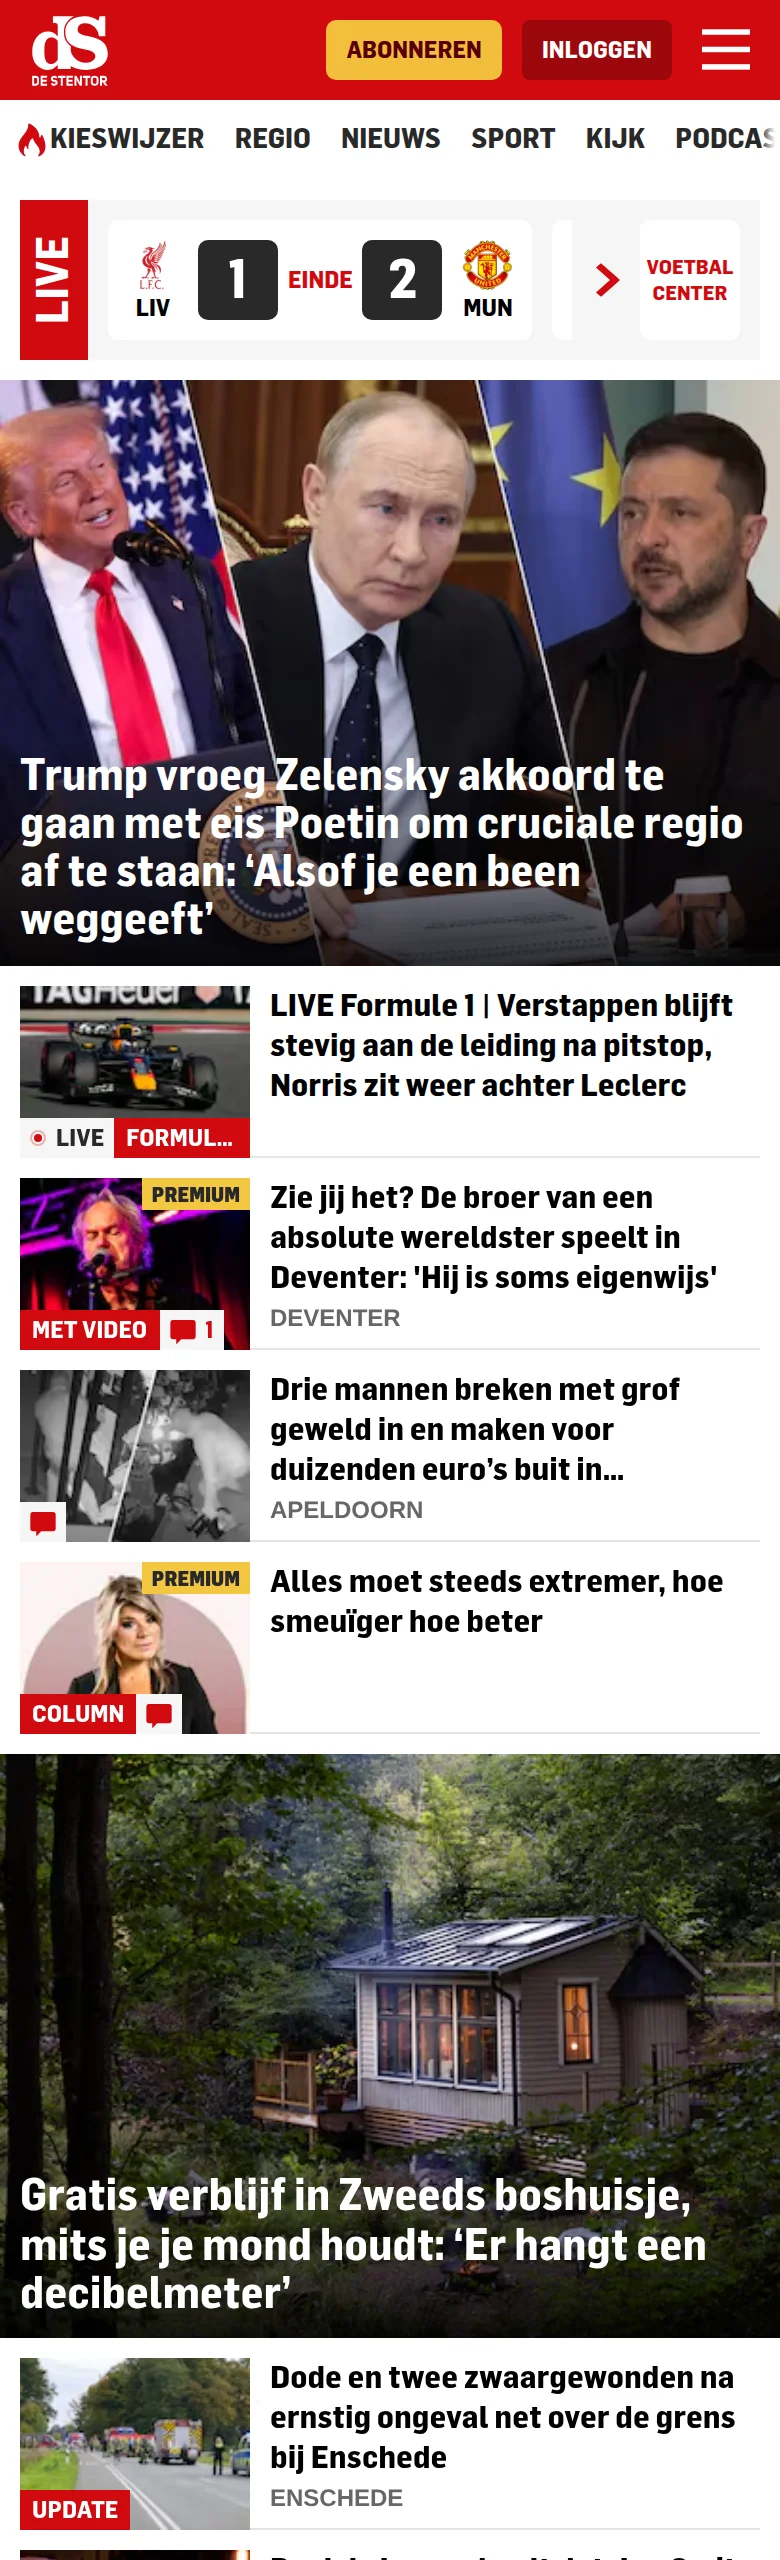 dS
DE STENTOR
ABONNEREN
INLOGGEN
KIESWIJZER REGIO NIEUWS SPORT KIJK PODCAS
LIVE
L.F.C.
LIV
1
EINDE
2
MANCHESTER
UNITED
MUN
VOETBAL
CENTER
Trump vroeg Zelensky akkoord te
gaan met eis Poetin om cruciale regio
af te staan: ‘Alsof je een been
weggeeft’
TAGHeuer
LIVE
FORMUL...
LIVE Formule 1 | Verstappen blijft
stevig aan de leiding na pitstop,
Norris zit weer achter Leclerc
PREMIUM
MET VIDEO
1
Zie jij het? De broer van een
absolute wereldster speelt in
Deventer: 'Hij is soms eigenwijs'
DEVENTER
Drie mannen breken met grof
geweld in en maken voor
duizenden euro’s buit in...
APELDOORN
PREMIUM
COLUMN
Alles moet steeds extremer, hoe
smeuïger hoe beter
Gratis verblijf in Zweeds boshuisje,
mits je je mond houdt: ‘Er hangt een
decibelmeter’
UPDATE
Dode en twee zwaargewonden na
ernstig ongeval net over de grens
bij Enschede
ENSCHEDE